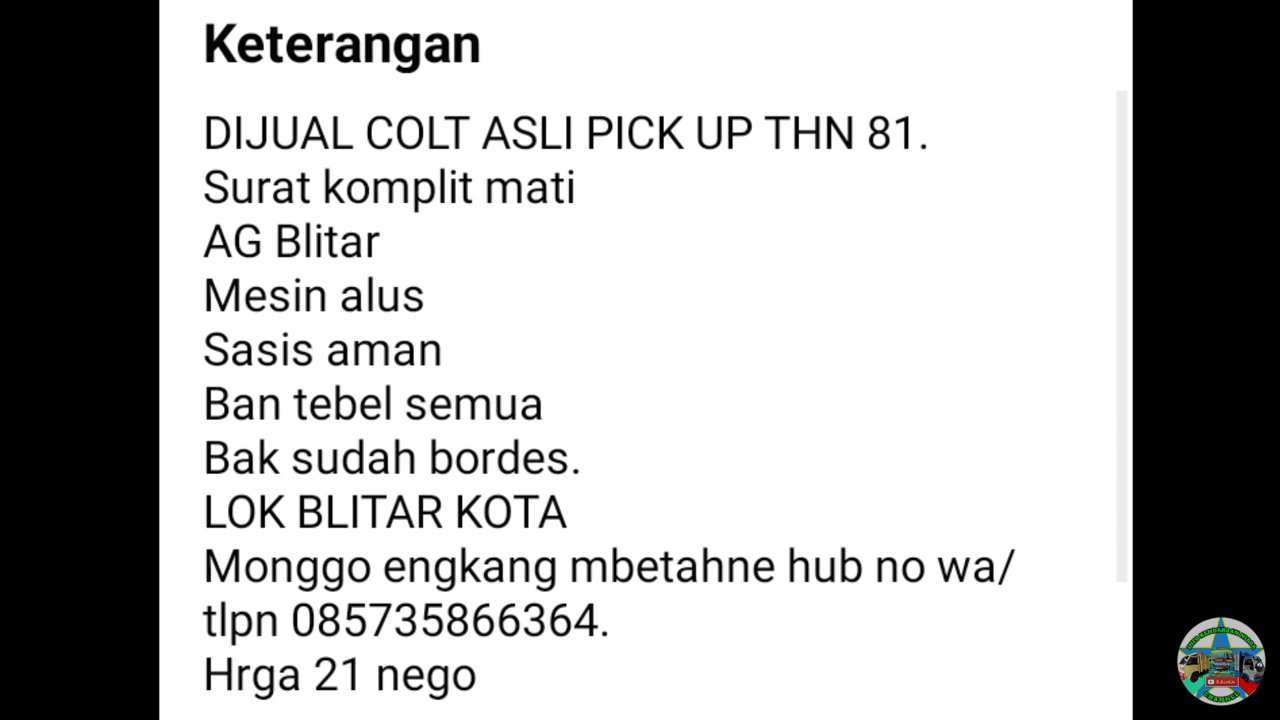 Keterangan
DIJUAL COLT ASLI PICK UP THN 81.
Surat komplit mati
AG Blitar
Mesin alus
Sasis aman
Ban tebel semua
Bak sudah bordes.
LOK BLITAR KOTA
Monggo engkang mbetahne hub no wa/
tlpn 085735866364.
Hrga 21 nego
CHANNEL